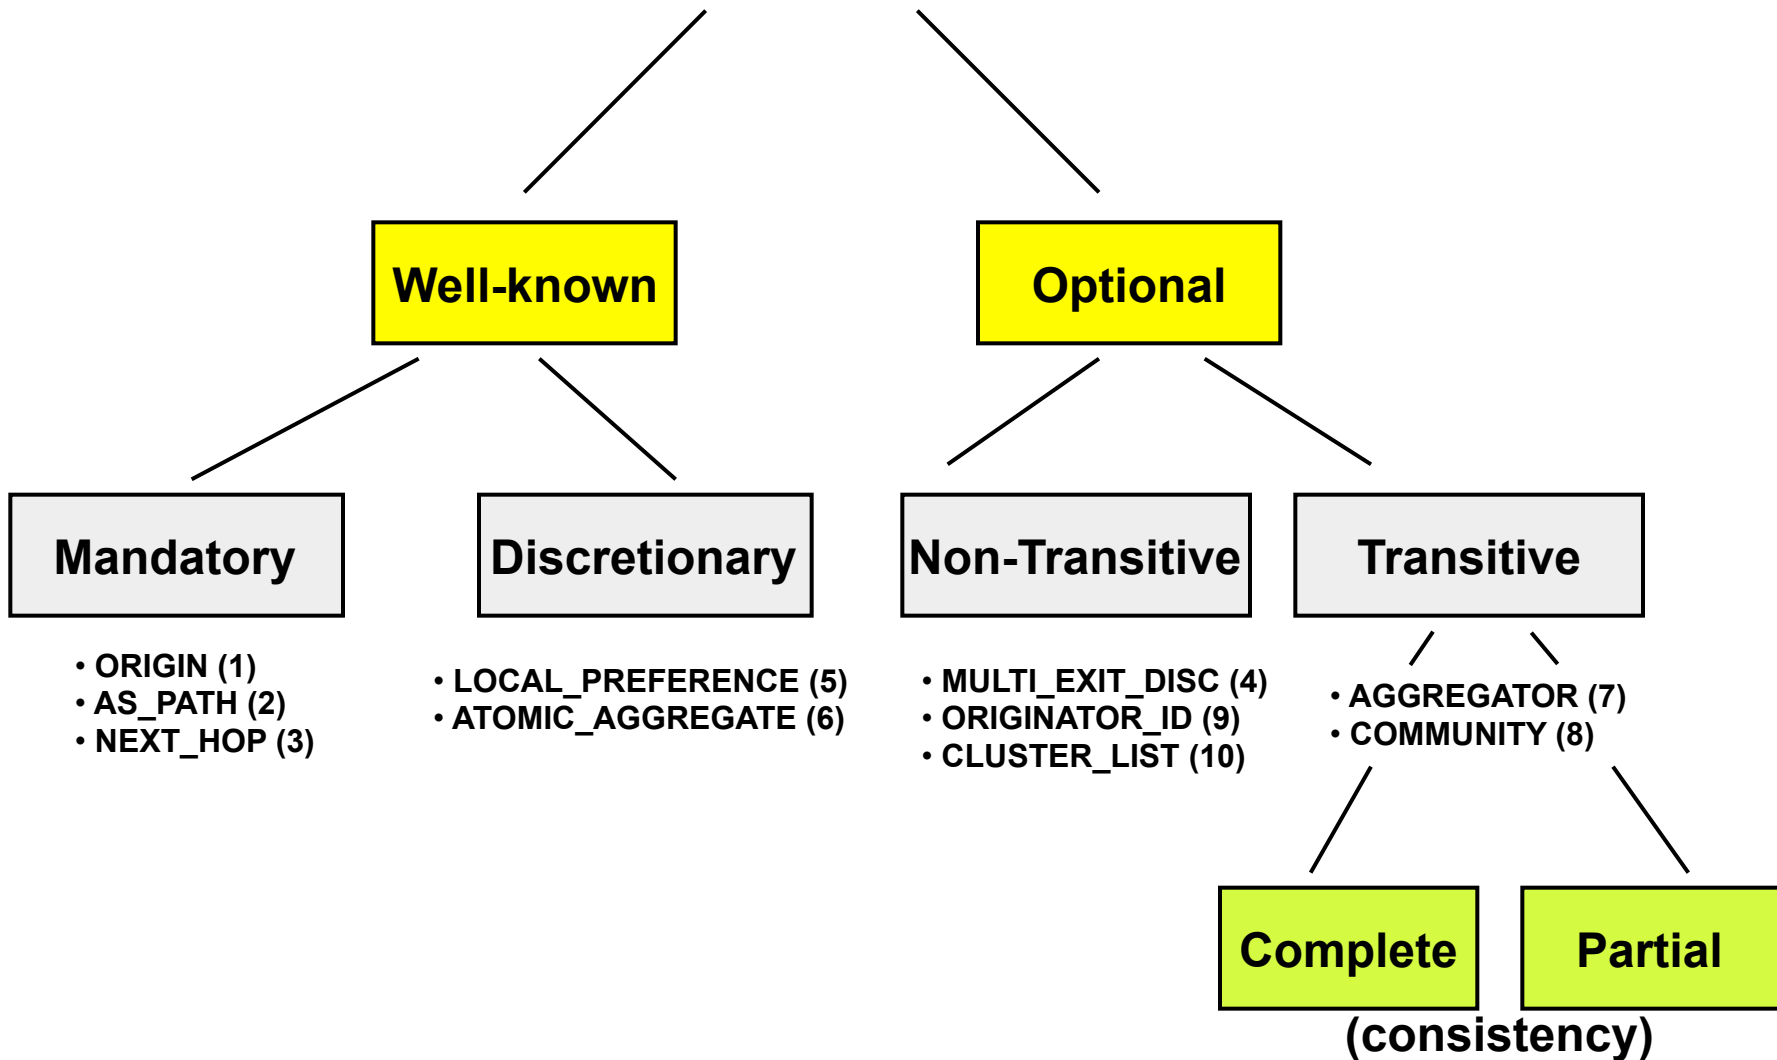 Well-known
Optional
Mandatory
Discretionary
Non-Transitive
Transitive
• ORIGIN (1)
• AS_PATH (2)
• NEXT_HOP (3)
• LOCAL_PREFERENCE (5)
• ATOMIC_AGGREGATE (6)
• MULTI_EXIT_DISC (4)
• ORIGINATOR_ID (9)
• CLUSTER_LIST (10)
• AGGREGATOR (7)
• COMMUNITY (8)
Complete
Partial
(consistency)